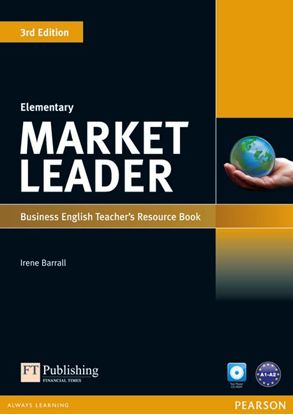 3rd Edition
Elementary
MARKET
LEADER
Business English Teacher's Resource Book
Irene Barrall
FT Publishing
FINANCIAL TIMES
A1-A2
ALWAYS LEARNING
PEARSON